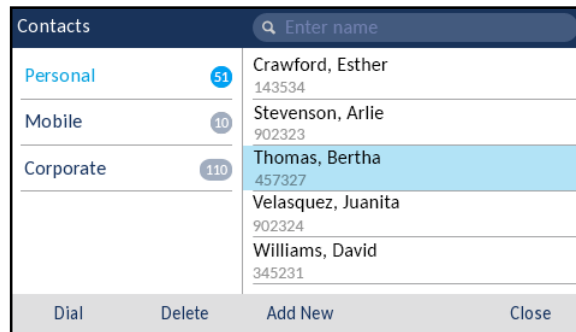 Contacts
Enter name
Personal 51
Mobile 10
Corporate 110
Crawford, Esther
143534
Stevenson, Arlie
902323
Thomas, Bertha
457327
Velasquez, Juanita
902324
Williams, David
345231
Dial Delete Add New Close